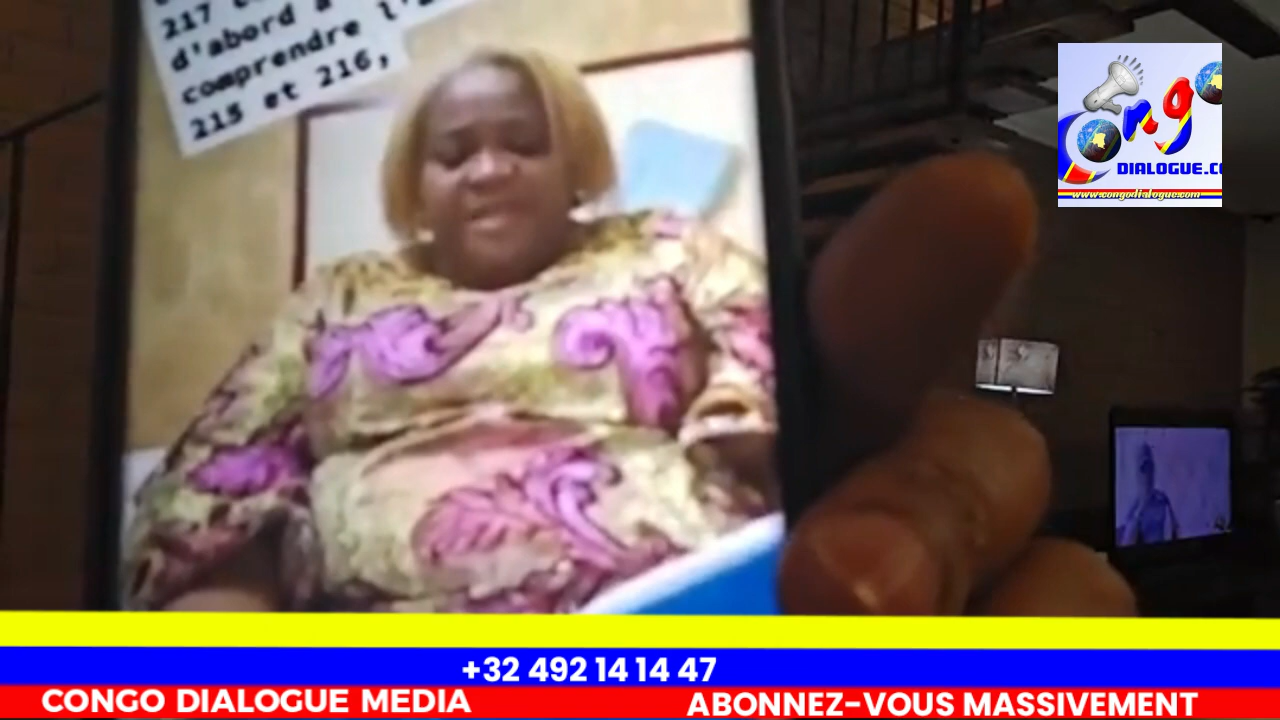 217
d'abord à
comprendre
215 et 216,
Congo
DIALOGUE.C
www.congodialogue.com
+32 492 14 14 47
CONGO DIALOGUE MEDIA
ABONNEZ-VOUS MASSIVEMENT